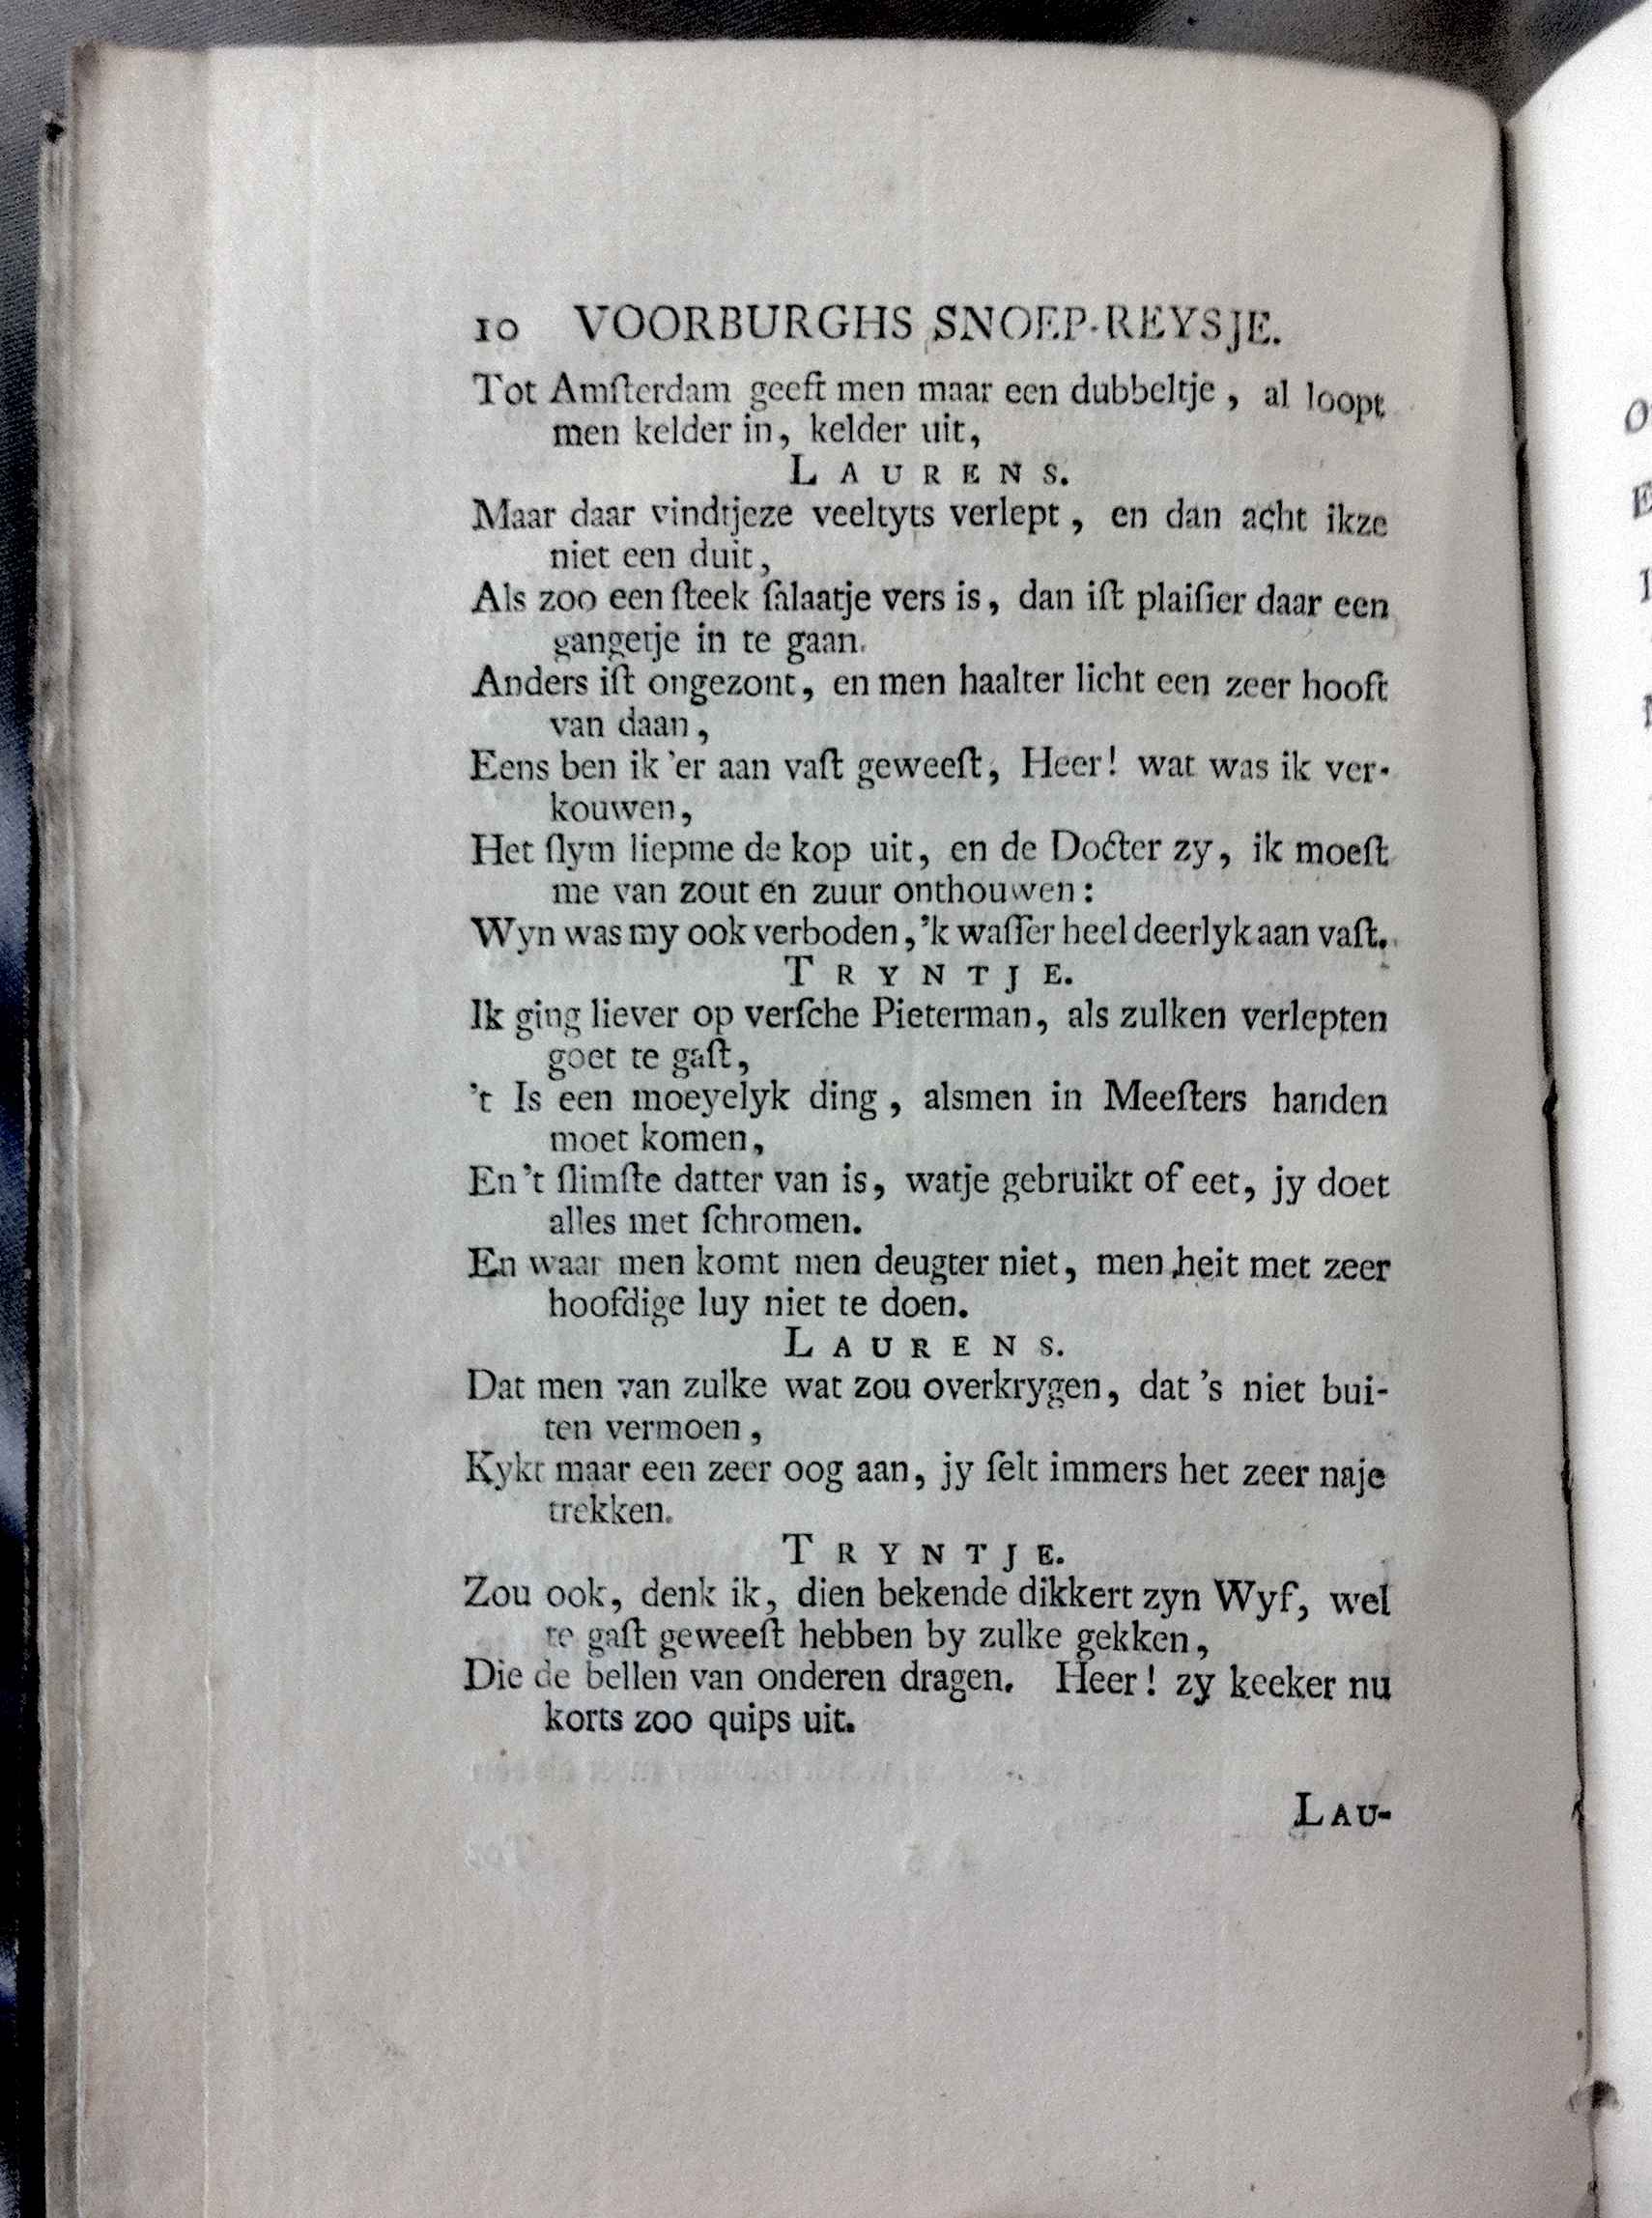 10 VOORBURGHS SNOEP-REYSJE.
Tot Amſterdam geeft men maar een dubbeltje, al loopt
men kelder in, kelder uit,
LAURENS.
Maar daar vindtjeze veeltyts verlept, en dan acht ikze
niet een duit,
Als zoo een ſteek ſalaatje vers is, dan iſt plaiſier daar een
gangetje in te gaan.
Anders iſt ongezont, en men haalter licht een zeer hooft
van daan,
Eens ben ik 'er aan vaſt geweeſt, Heer! wat was ik ver-
kouwen,
Het ſlym liepme de kop uit, en de Docter zy, ik moeſt
me van zout en zuur onthouwen:
Wyn was my ook verboden, 'k waſſer heel deerlyk aan vaſt.
TRYNTJE.
Ik ging liever op verſche Pieterman, als zulken verlepten
goet te gaſt,
't Is een moeyelyk ding, alsmen in Meeſters handen
moet komen,
En 't ſlimſte datter van is, watje gebruikt of eet, jy doet
alles met ſchromen.
En waar men komt men deugter niet, men heit met zeer
hoofdige luy niet te doen.
LAURENS.
Dat men van zulke wat zou overkrygen, dat 's niet bui-
ten vermoen,
Kykt maar een zeer oog aan, jy ſelt immers het zeer naje
trekken.
TRYNTJE.
Zou ook, denk ik, dien bekende dikkert zyn Wyf, wel
te gaſt geweeſt hebben by zulke gekken,
Die de bellen van onderen dragen. Heer! zy keeker nu
korts zoo quips uit.
LAU-